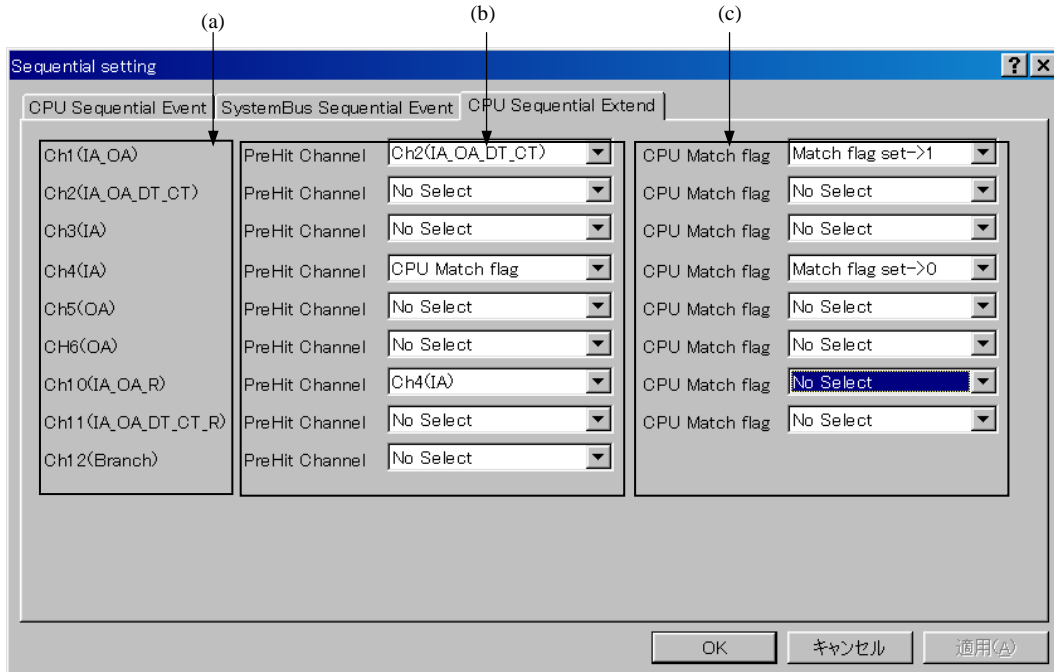 (a) (b) (c)
Sequential setting
CPU Sequential Event SystemBus Sequential Event CPU Sequential Extend
Ch1(IA_OA) PreHit Channel Ch2(IA_OA_DT_CT) CPU Match flag Match flag set->1
Ch2(IA_OA_DT_CT) PreHit Channel No Select CPU Match flag No Select
Ch3(IA) PreHit Channel No Select CPU Match flag No Select
Ch4(IA) PreHit Channel CPU Match flag CPU Match flag Match flag set->0
Ch5(OA) PreHit Channel No Select CPU Match flag No Select
CH6(OA) PreHit Channel No Select CPU Match flag No Select
Ch10(IA_OA_R) PreHit Channel Ch4(IA) CPU Match flag No Select
Ch11(IA_OA_DT_CT_R) PreHit Channel No Select CPU Match flag No Select
Ch12(Branch) PreHit Channel No Select
OK キャンセル 適用(A)